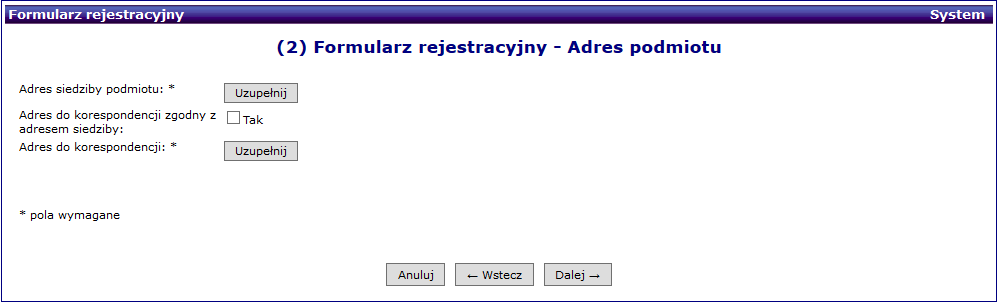 Formularz rejestracyjny System
(2) Formularz rejestracyjny - Adres podmiotu
Adres siedziby podmiotu: * Uzupełnij
Adres do korespondencji zgodny z
adresem siedziby: Tak
Adres do korespondencji: * Uzupełnij
* pola wymagane
Anuluj ← Wstecz Dalej →